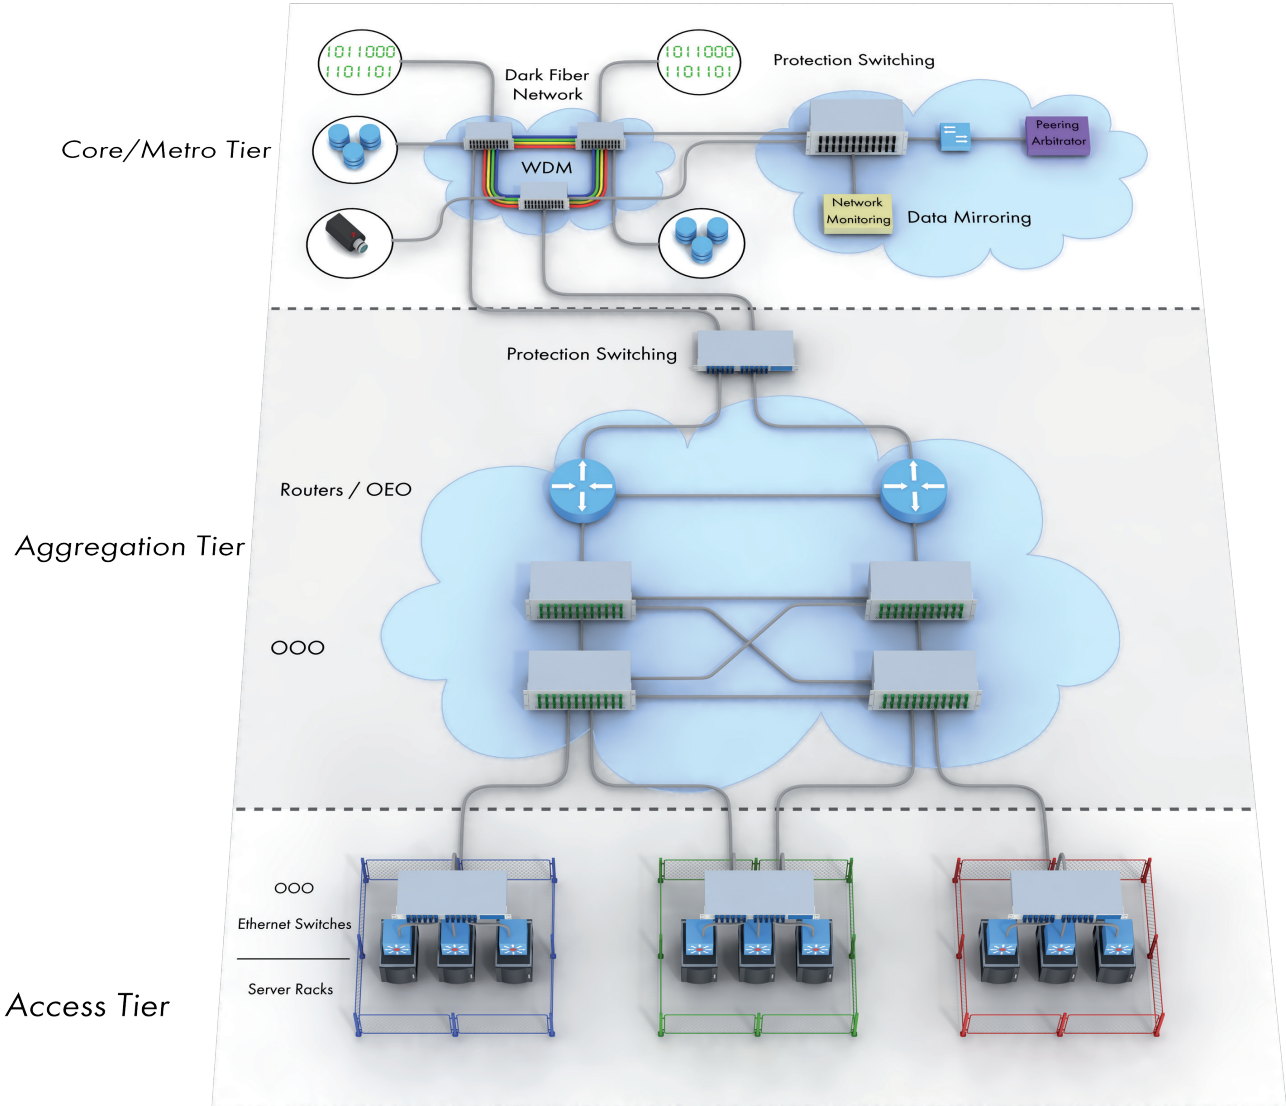 1011000
1101101
1011000
1101101
Protection Switching
Dark Fiber
Network
Core/Metro Tier
WDM
Peering
Arbitrator
Network
Monitoring
Data Mirroring
Protection Switching
Routers / OEO
Aggregation Tier
OOO
OOO
Ethernet Switches
Server Racks
Access Tier